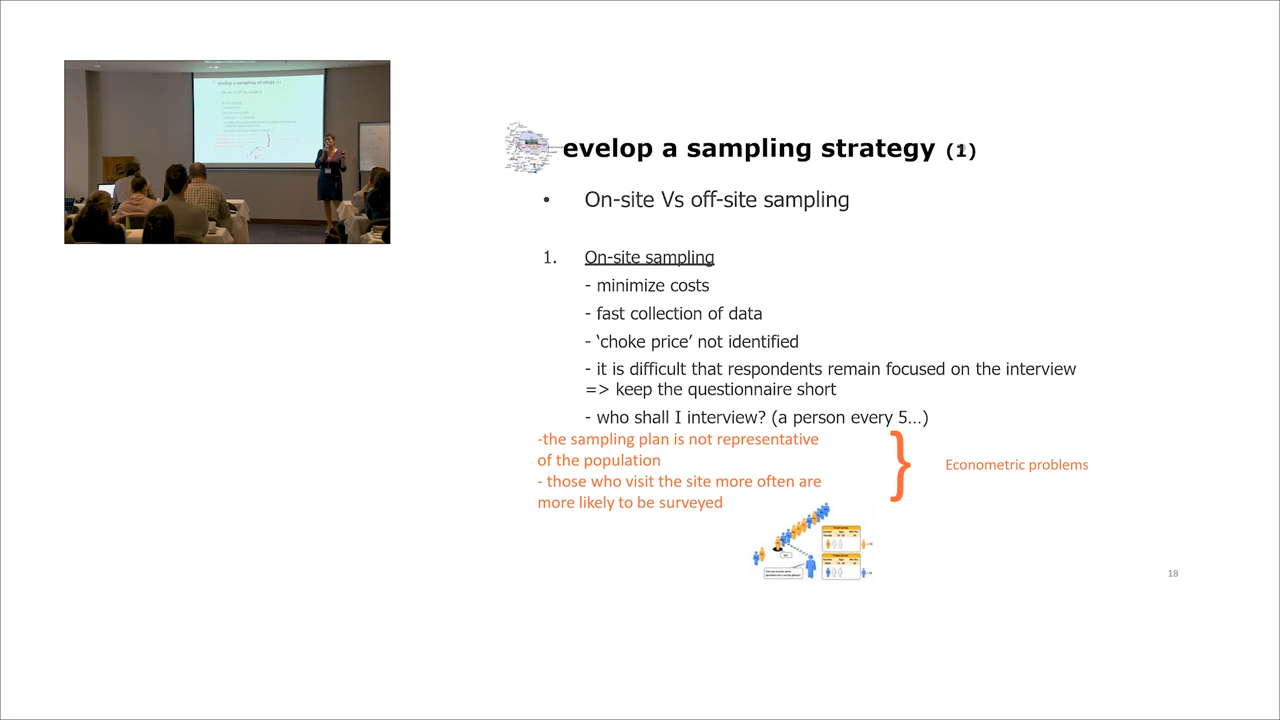 evelop a sampling strategy (1)
• On-site Vs off-site sampling
1. On-site sampling
- minimize costs
- fast collection of data
- ‘choke price’ not identified
- it is difficult that respondents remain focused on the interview
=> keep the questionnaire short
- who shall I interview? (a person every 5…)
-the sampling plan is not representative
of the population
- those who visit the site more often are
more likely to be surveyed
} Econometric problems
18